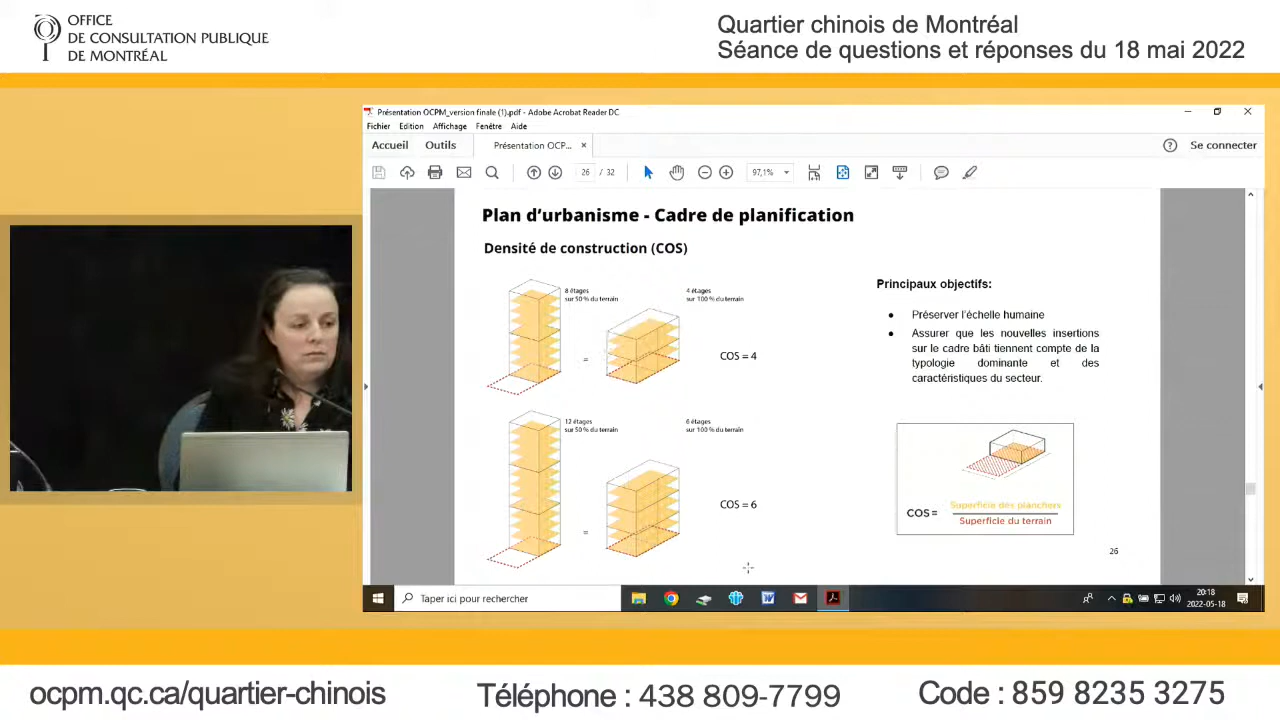 OFFICE
DE CONSULTATION PUBLIQUE
DE MONTRÉAL
Quartier chinois de Montréal
Séance de questions et réponses du 18 mai 2022
Présentation OCPM_version finale (1).pdf - Adobe Acrobat Reader DC
Fichier Edition Affichage Fenêtre Aide
Accueil Outils Présentation OCP... × Se connecter
26 / 32 97,1%
Plan d'urbanisme - Cadre de planification
Densité de construction (COS)
8 étages
sur 50 % du terrain
4 étages
sur 100 % du terrain
=
COS = 4
12 étages
sur 50 % du terrain
6 étages
sur 100 % du terrain
=
COS = 6
Principaux objectifs:
● Préserver l'échelle humaine
● Assurer que les nouvelles insertions
sur le cadre bâti tiennent compte de la
typologie dominante et des
caractéristiques du secteur.
COS = Superficie des planchers
Superficie du terrain
26
Taper ici pour rechercher
20:18
2022-05-18
ocpm.qc.ca/quartier-chinois
Téléphone : 438 809-7799
Code : 859 8235 3275